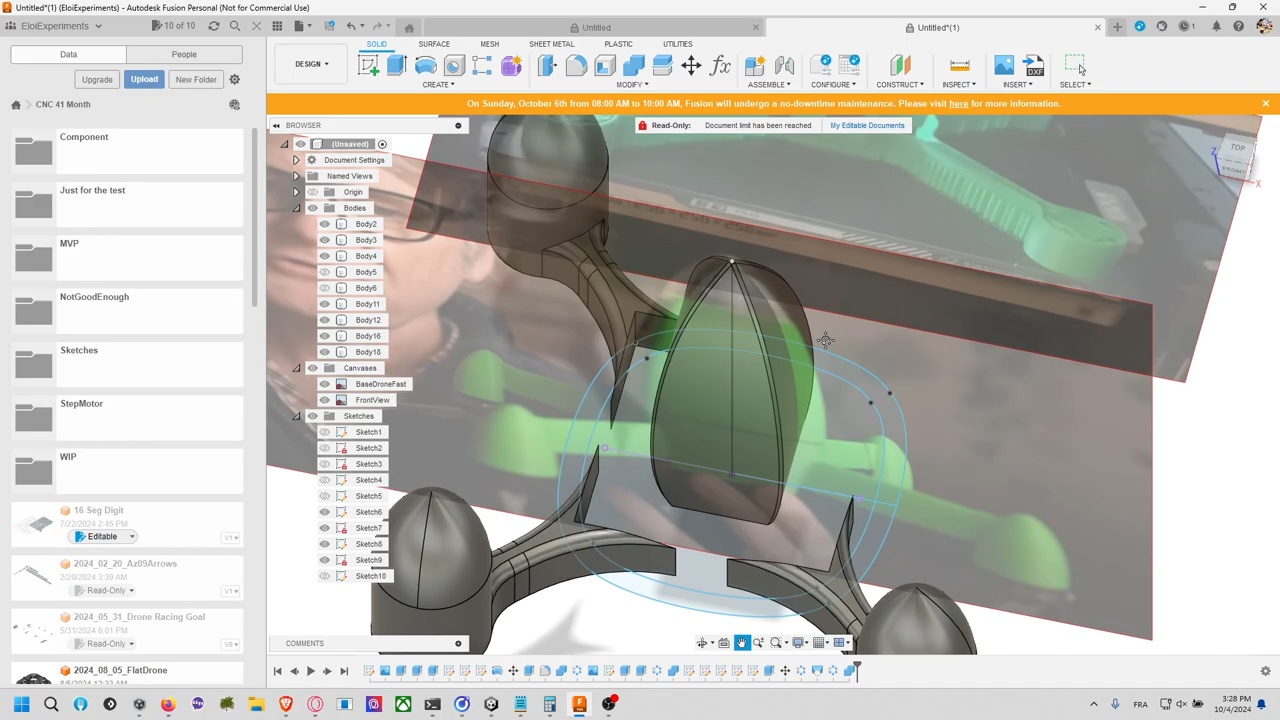 Untitled*(1) (EloiExperiments) - Autodesk Fusion Personal (Not for Commercial Use)
EloiExperiments
10 of 10
Untitled
Untitled*(1)
1
Data
People
Upgrade
Upload
New Folder
CNC 41 Month
Component
Just for the test
MVP
NotGoodEnough
Sketches
StepMotor
WIP
16 Seg Digit
7/22/2024 2:45 PM
Editable
V1
2024_02_20_Az09Arrows
2/20/2024 3:39 AM
Read-Only
V1
2024_05_31_Drone Racing Goal
5/31/2024 6:01 PM
Read-Only
V6
2024_08_05_FlatDrone
SOLID
SURFACE
MESH
SHEET METAL
PLASTIC
UTILITIES
DESIGN
CREATE
MODIFY
ASSEMBLE
CONFIGURE
CONSTRUCT
INSPECT
INSERT
SELECT
DXF
On Sunday, October 6th from 08:00 AM to 10:00 AM, Fusion will undergo a no-downtime maintenance. Please visit here for more information.
BROWSER
Read-Only:
Document limit has been reached
My Editable Documents
(Unsaved)
Document Settings
Named Views
Origin
Bodies
Body2
Body3
Body4
Body5
Body6
Body11
Body12
Body16
Body18
Canvases
BaseDroneFast
FrontView
Sketches
Sketch1
Sketch2
Sketch3
Sketch4
Sketch5
Sketch6
Sketch7
Sketch8
Sketch9
Sketch10
TOP
FRONT
Z
X
COMMENTS
FRA
5:28 PM
10/4/2024